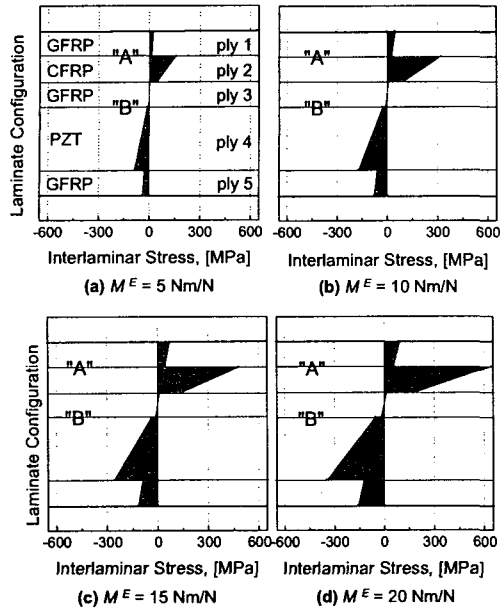 Laminate Configuration
GFRP "A" ply 1
CFRP ply 2
GFRP "B" ply 3
PZT ply 4
GFRP ply 5
-600 -300 0 300 600
Interlaminar Stress, [MPa]
(a) M E = 5 Nm/N
"A"
"B"
-600 -300 0 300 600
Interlaminar Stress, [MPa]
(b) M E = 10 Nm/N
Laminate Configuration
"A"
"B"
-600 -300 0 300 600
Interlaminar Stress, [MPa]
(c) M E = 15 Nm/N
"A"
"B"
-600 -300 0 300 600
Interlaminar Stress, [MPa]
(d) M E = 20 Nm/N